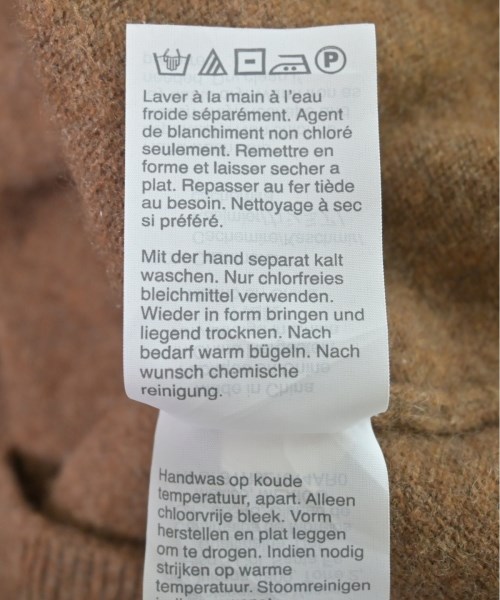 P
Laver à la main à l'eau
froide séparément. Agent
de blanchiment non chloré
seulement. Remettre en
forme et laisser secher a
plat. Repasser au fer tiède
au besoin. Nettoyage à sec
si préféré.
Mit der hand separat kalt
waschen. Nur chlorfreies
bleichmittel verwenden.
Wieder in form bringen und
liegend trocknen. Nach
bedarf warm bügeln. Nach
wunsch chemische
reinigung.
Handwas op koude
temperatuur, apart. Alleen
chloorvrije bleek. Vorm
herstellen en plat leggen
om te drogen. Indien nodig
strijken op warme
temperatuur. Stoomreinigen